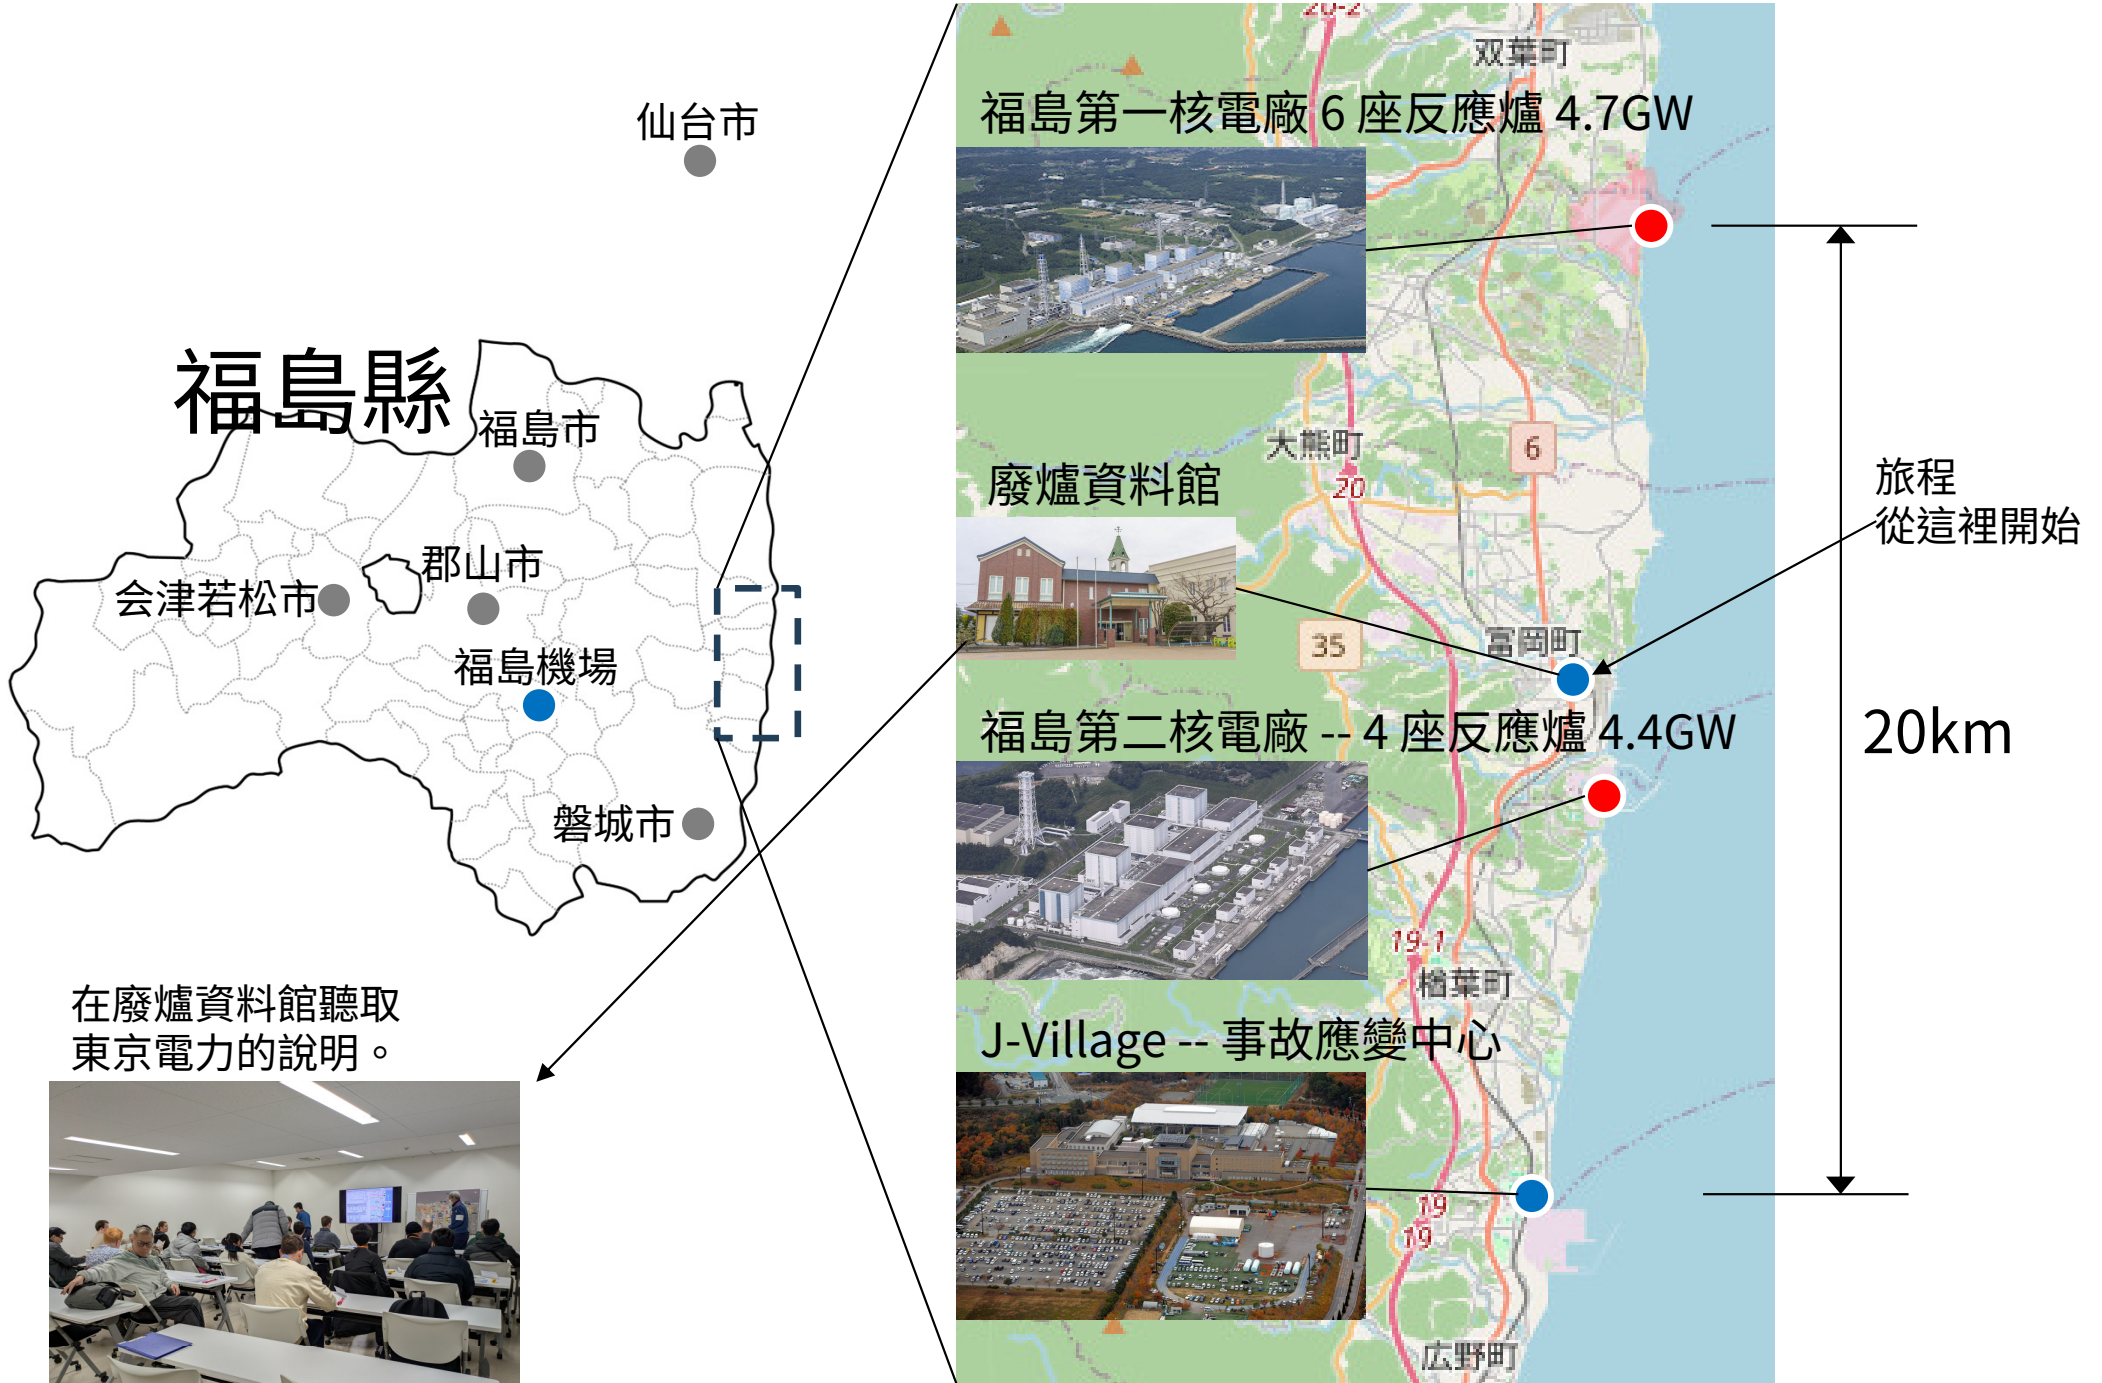 仙台市
福島縣
福島市
郡山市
会津若松市
福島機場
磐城市
在廢爐資料館聽取
東京電力的說明。
20-2
双葉町
福島第一核電廠 6 座反應爐 4.7GW
大熊町
6
20
廢爐資料館
35
富岡町
福島第二核電廠 -- 4 座反應爐 4.4GW
19-1
楢葉町
J-Village -- 事故應變中心
19
19
広野町
旅程
從這裡開始
20km